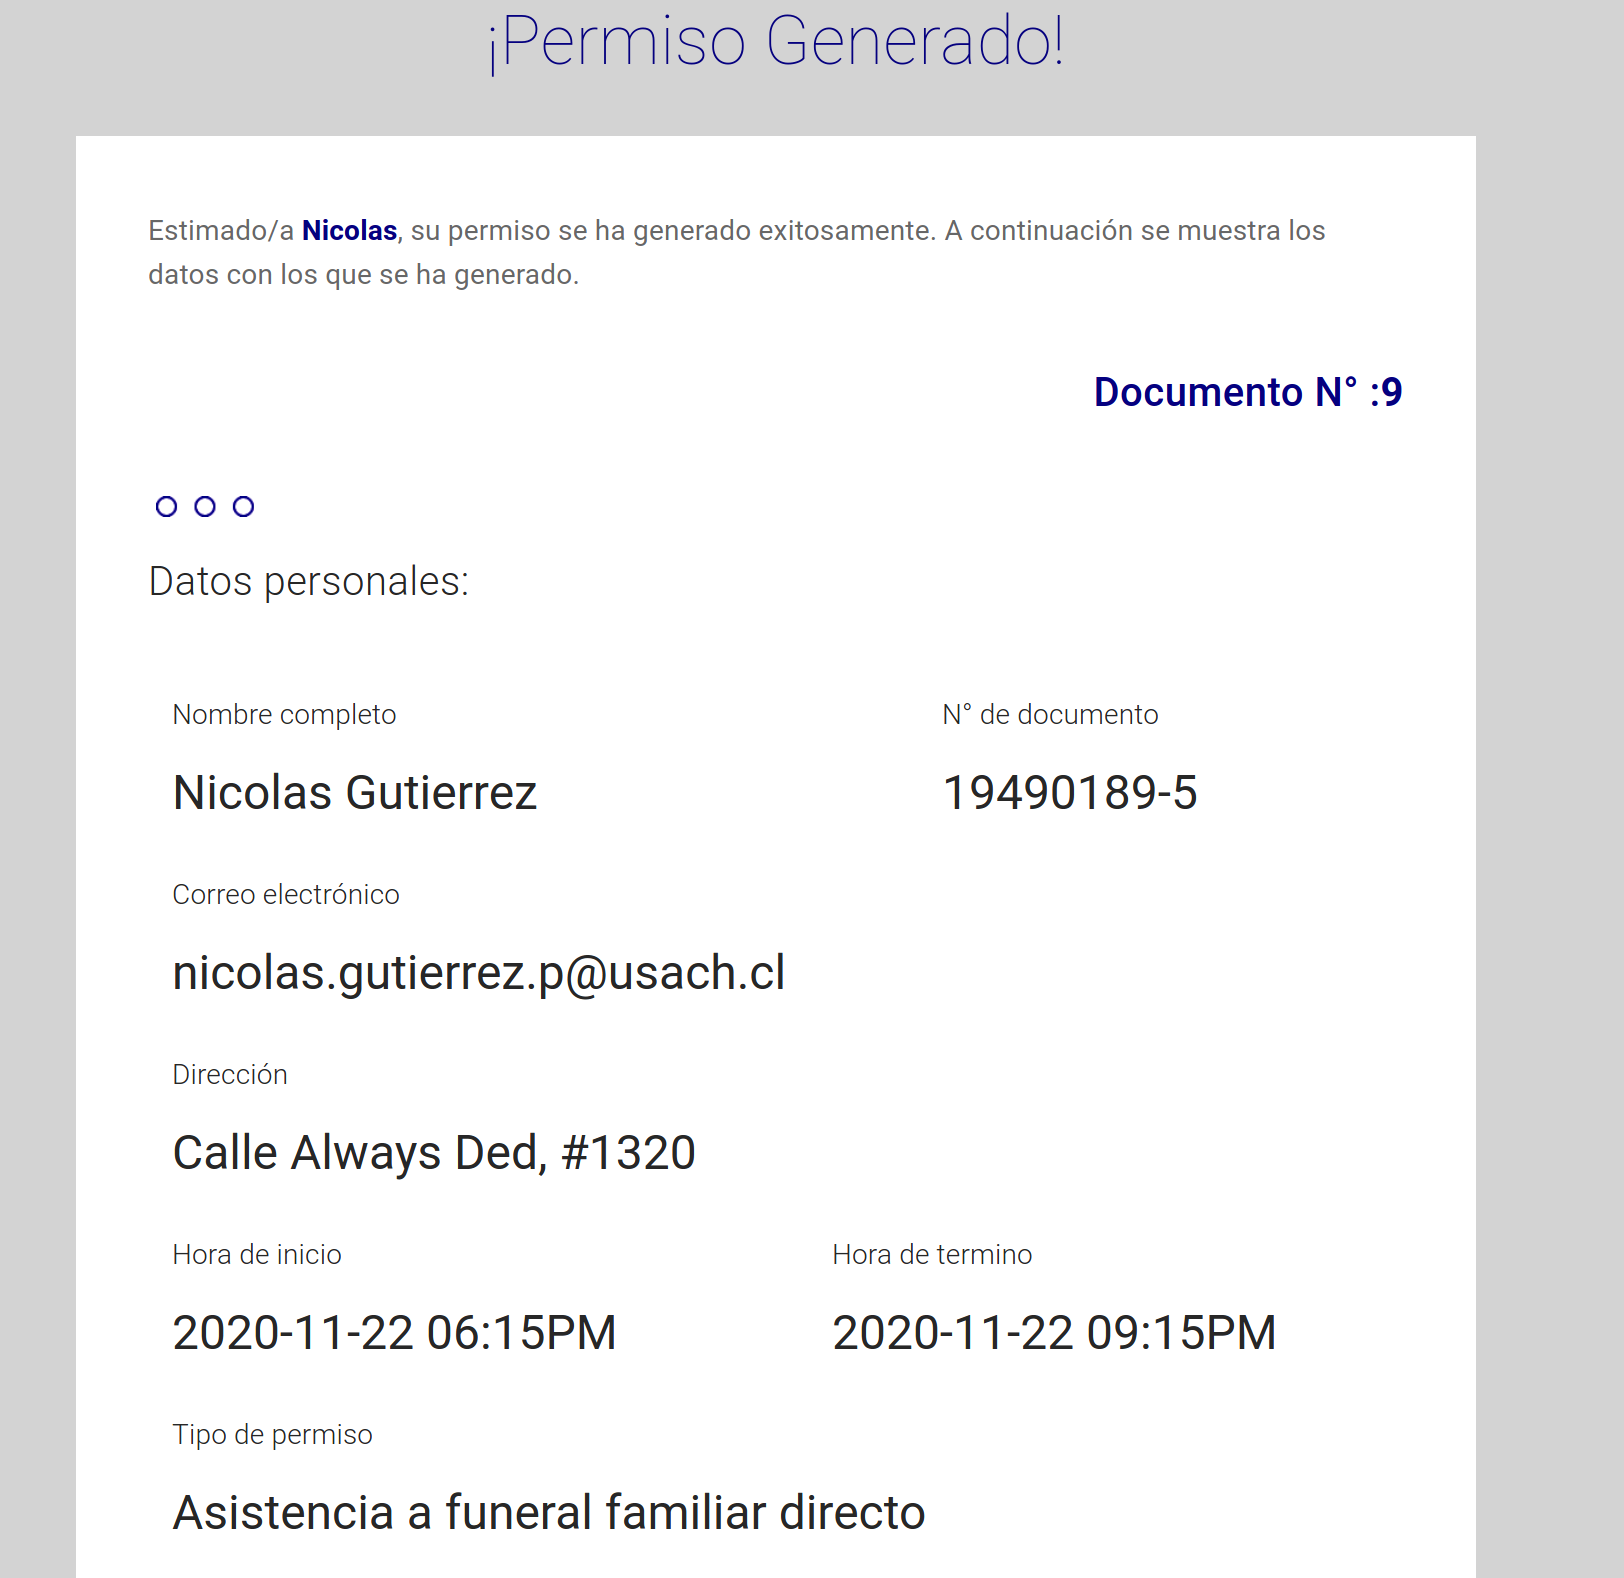 ¡Permiso Generado!
Estimado/a Nicolas, su permiso se ha generado exitosamente. A continuación se muestra los
datos con los que se ha generado.
Documento N° :9
Datos personales:
Nombre completo
N° de documento
Nicolas Gutierrez
19490189-5
Correo electrónico
nicolas.gutierrez.p@usach.cl
Dirección
Calle Always Ded, #1320
Hora de inicio
Hora de termino
2020-11-22 06:15PM
2020-11-22 09:15PM
Tipo de permiso
Asistencia a funeral familiar directo